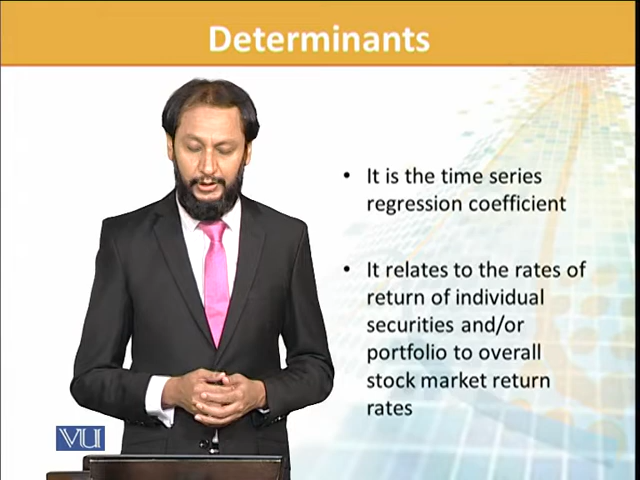 Determinants
• It is the time series
regression coefficient
• It relates to the rates of
return of individual
securities and/or
portfolio to overall
stock market return
rates
VU